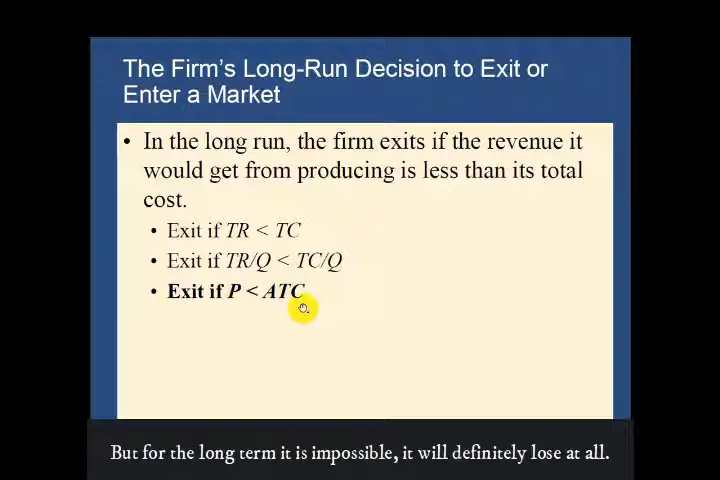 The Firm's Long-Run Decision to Exit or
Enter a Market
• In the long run, the firm exits if the revenue it
would get from producing is less than its total
cost.
• Exit if TR < TC
• Exit if TR/Q < TC/Q
• Exit if P < ATC
But for the long term it is impossible, it will definitely lose at all.